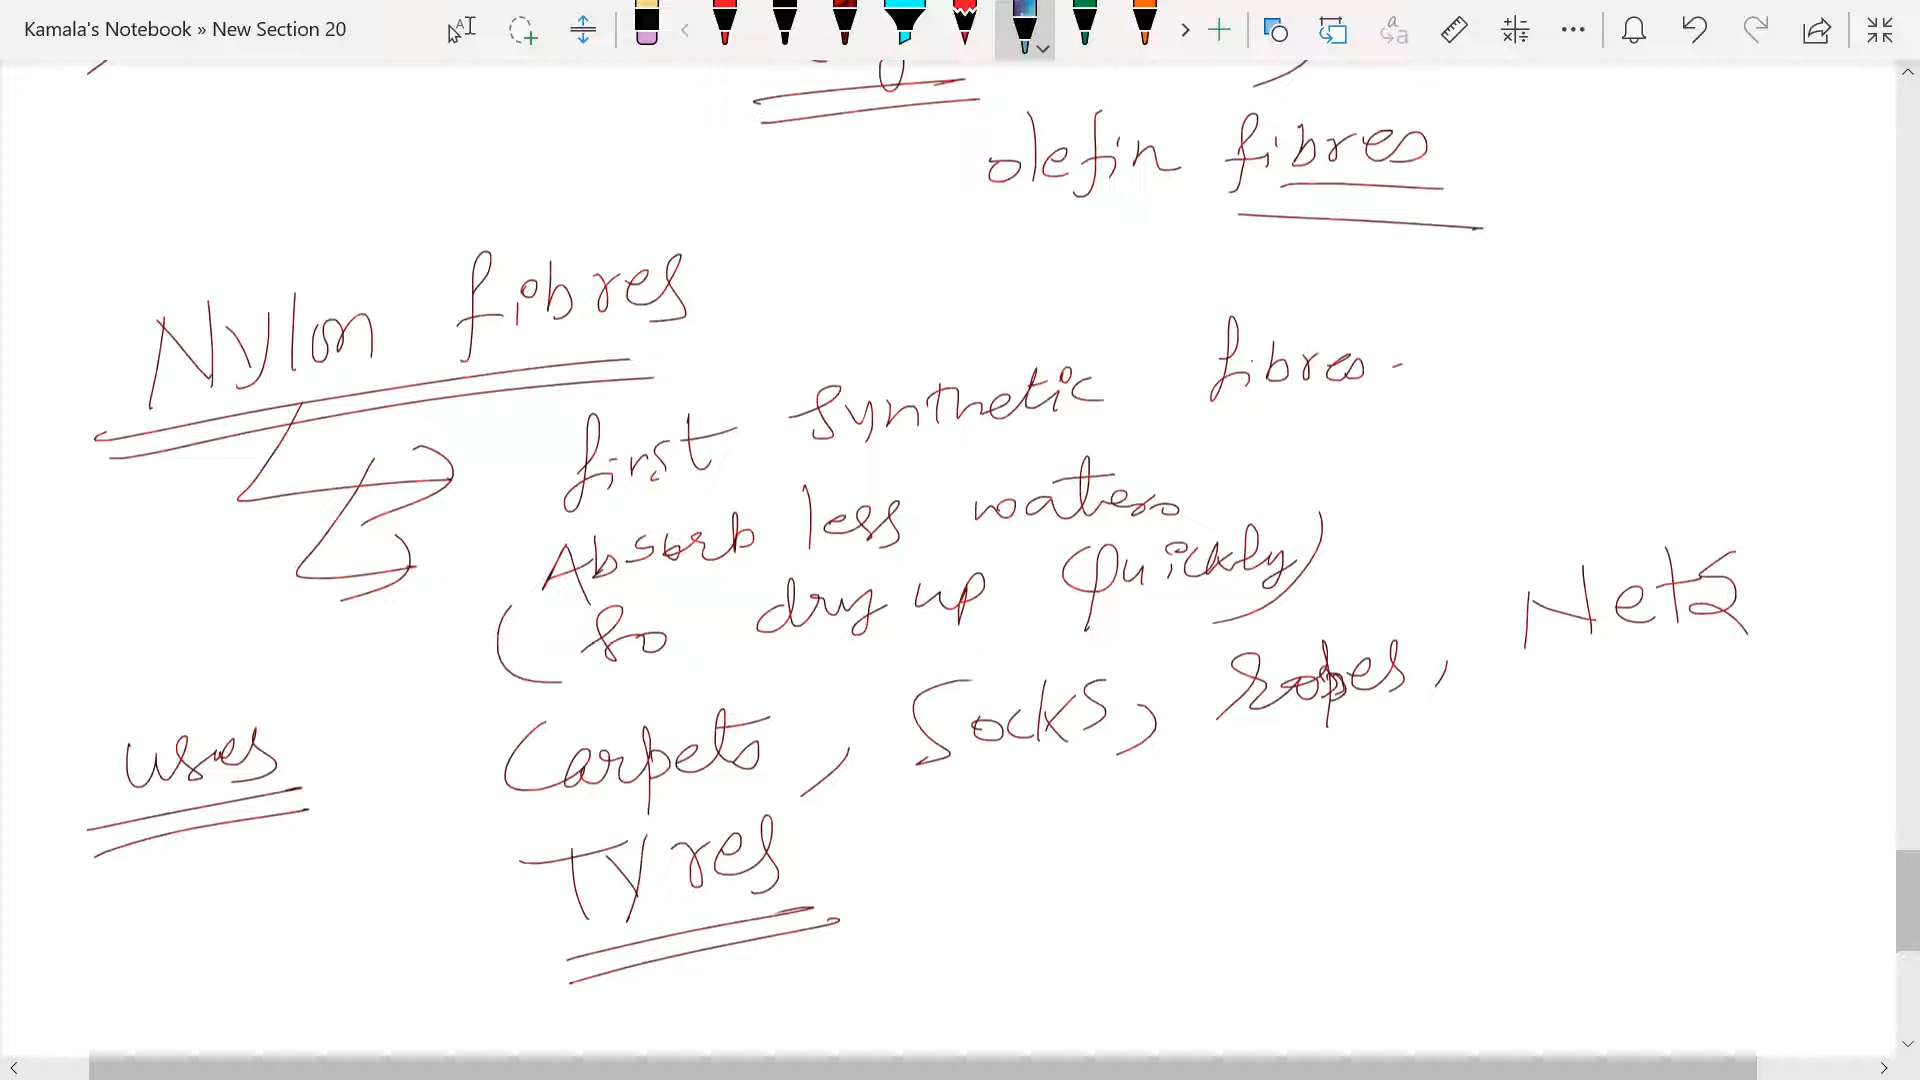 Kamala's Notebook » New Section 20
olefin fibres
Nylon fibres
first synthetic fibres.
Absorb less water
(so dry up quickly)
uses
Carpets, Socks, ropes, Nets
Tyres